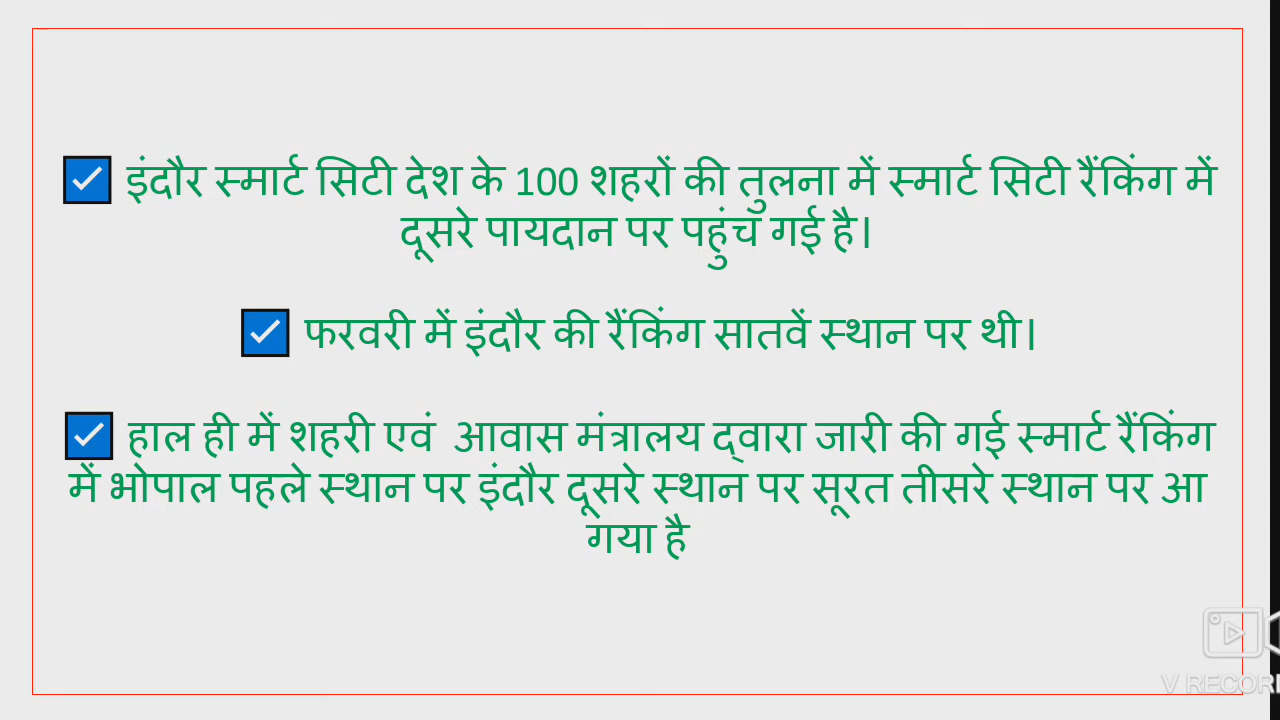 ✓ इंदौर स्मार्ट सिटी देश के 100 शहरों की तुलना में स्मार्ट सिटी रैंकिंग में
दूसरे पायदान पर पहुंच गई है।
✓ फरवरी में इंदौर की रैंकिंग सातवें स्थान पर थी।
✓ हाल ही में शहरी एवं आवास मंत्रालय द्वारा जारी की गई स्मार्ट रैंकिंग
में भोपाल पहले स्थान पर इंदौर दूसरे स्थान पर सूरत तीसरे स्थान पर आ
गया है
V RECOR